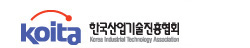 koita 한국산업기술진흥협회
Korea Industrial Technology Association